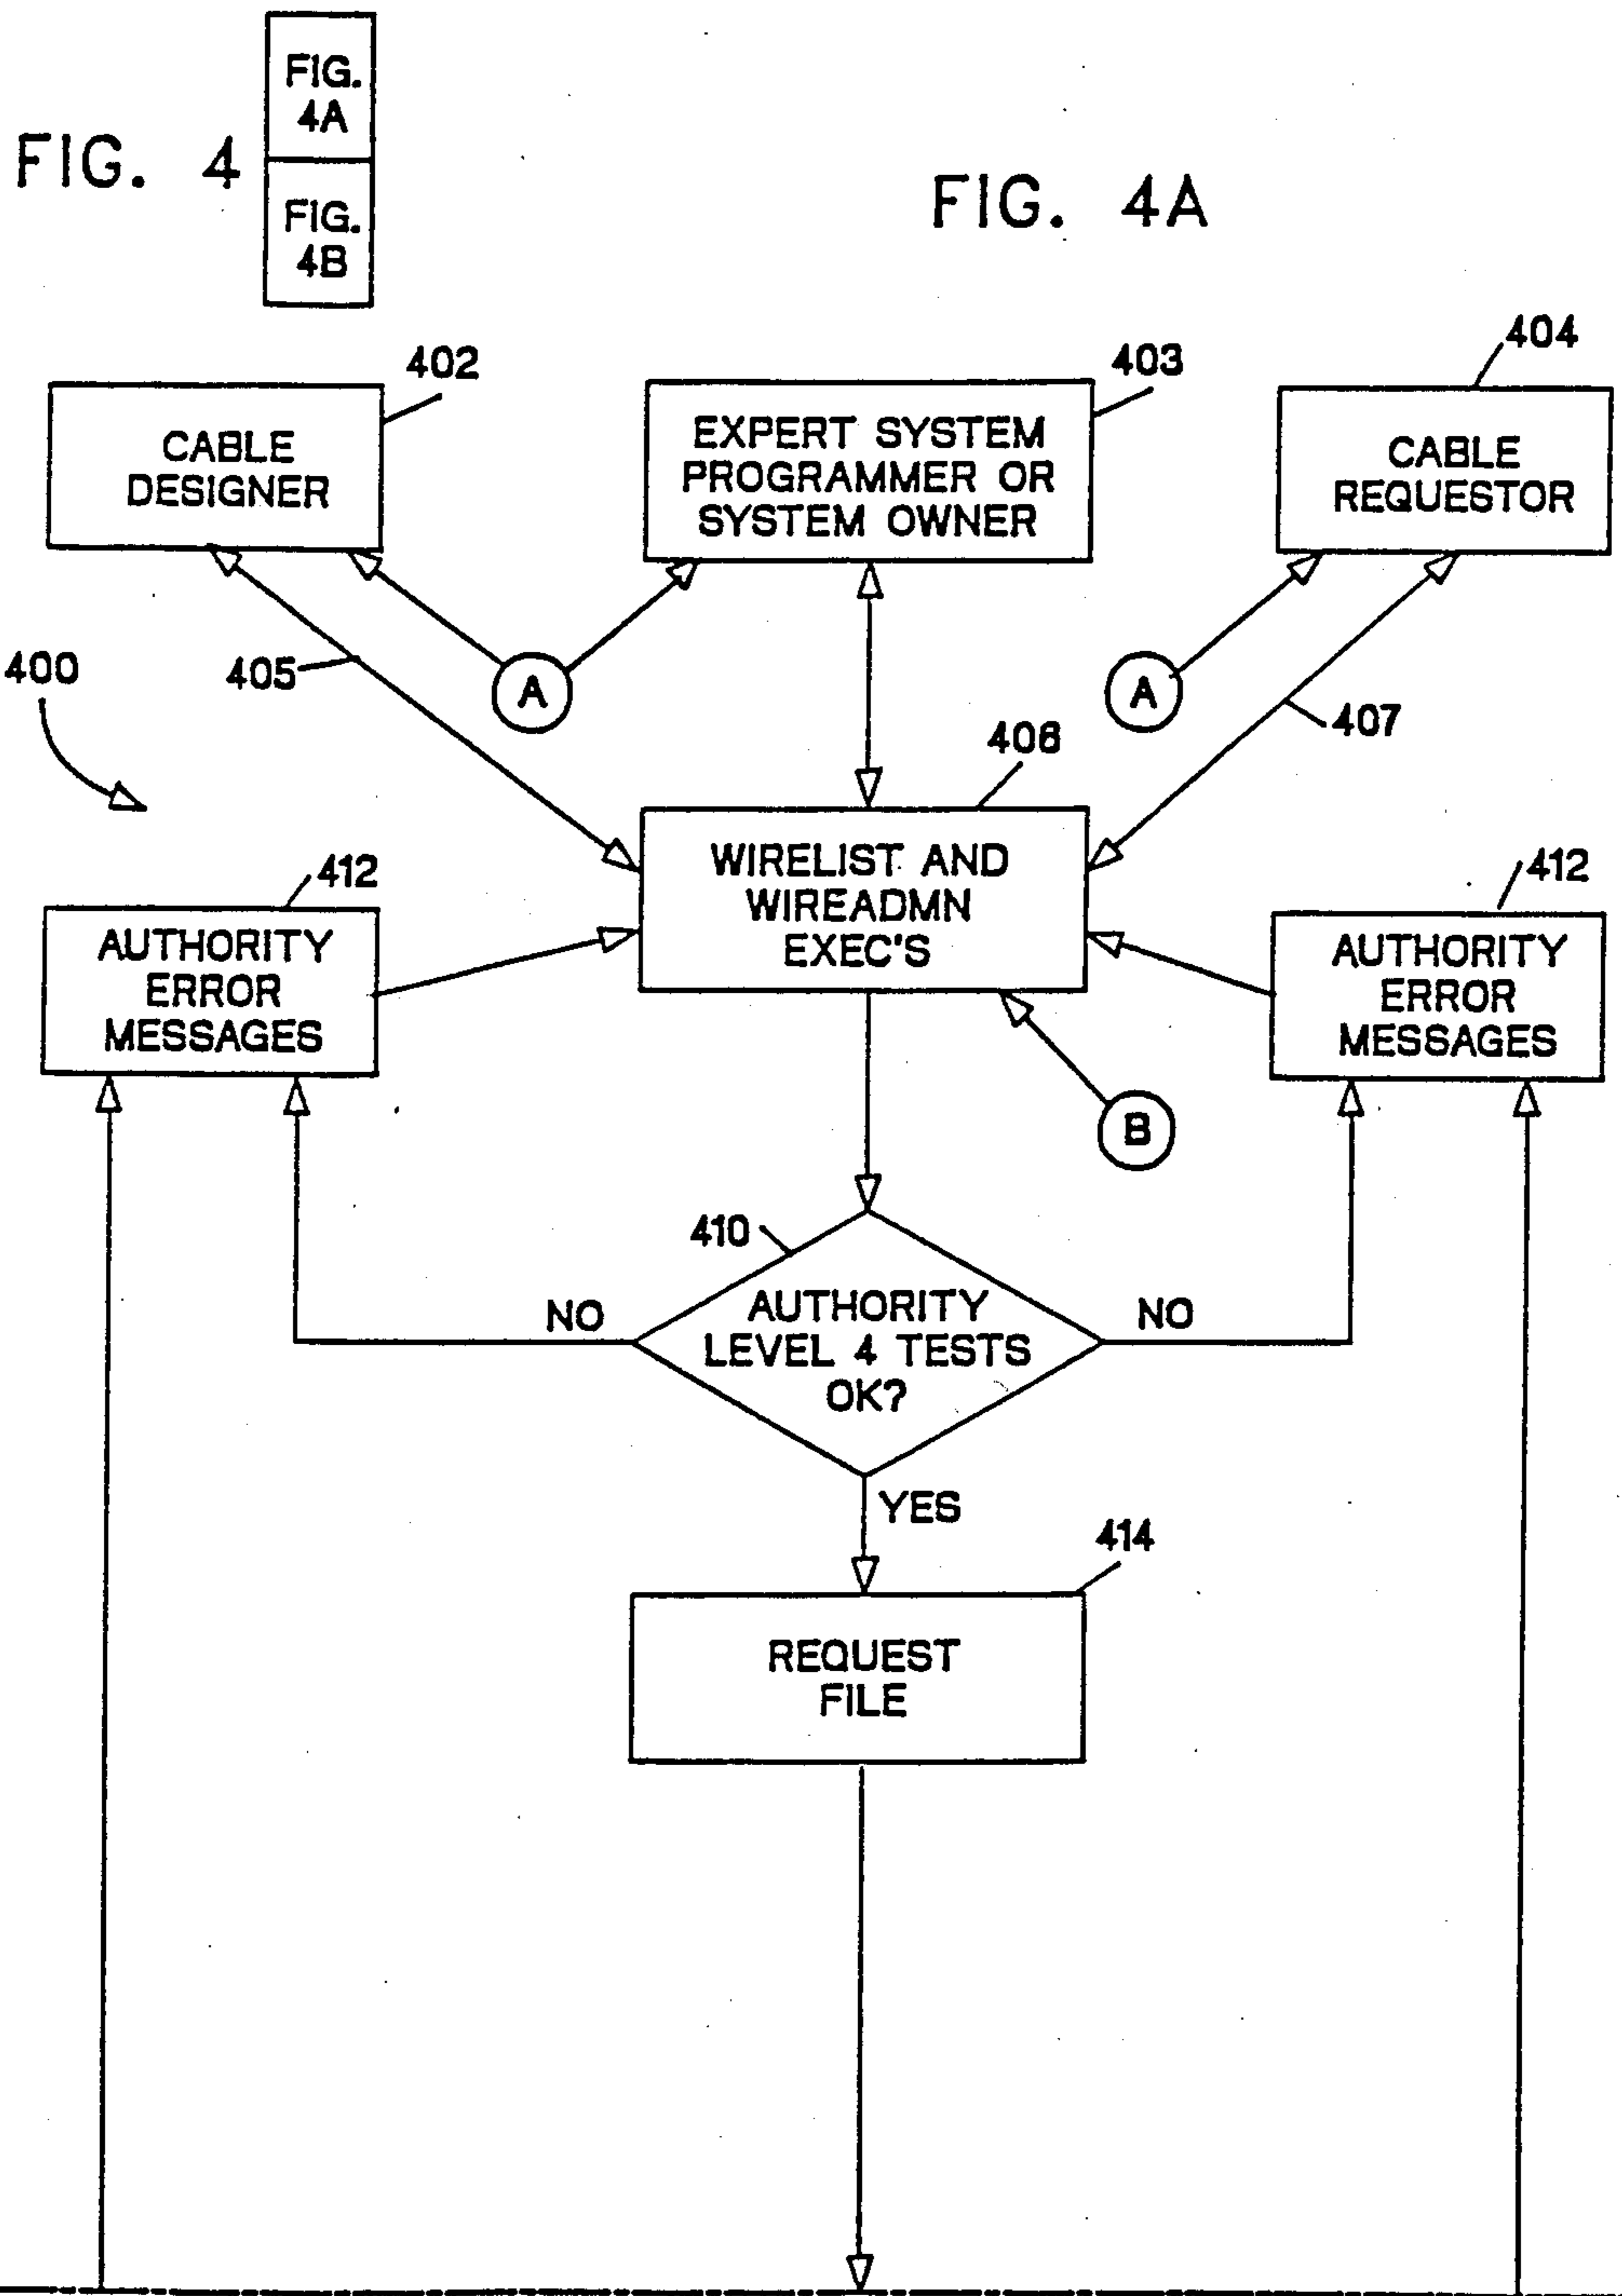 FIG. 4
FIG.
4A
FIG.
4B
FIG. 4A
402
CABLE
DESIGNER
403
EXPERT SYSTEM
PROGRAMMER OR
SYSTEM OWNER
404
CABLE
REQUESTOR
400
405
A
A
407
406
WIRELIST AND
WIREADMN
EXEC'S
412
AUTHORITY
ERROR
MESSAGES
412
AUTHORITY
ERROR
MESSAGES
B
410
NO
AUTHORITY
LEVEL 4 TESTS
OK?
NO
YES
414
REQUEST
FILE